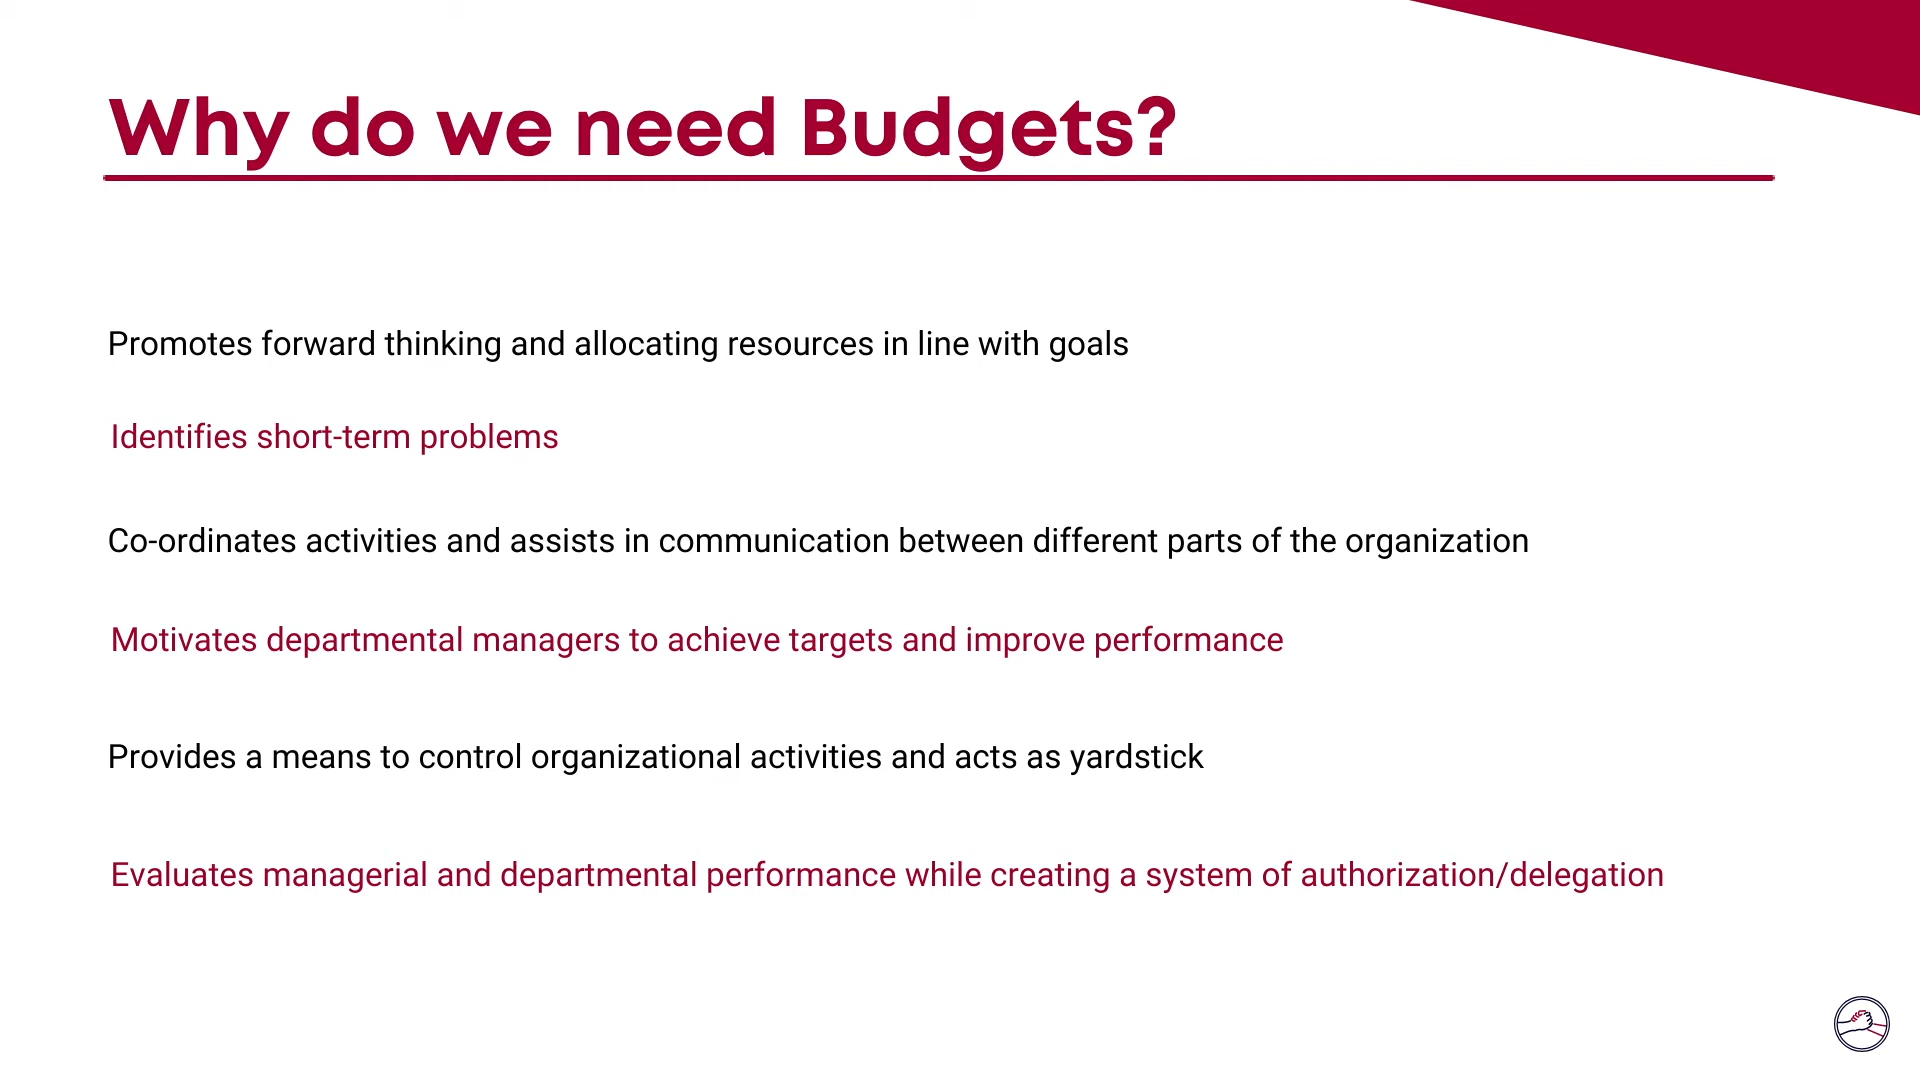 Why do we need Budgets?
Promotes forward thinking and allocating resources in line with goals
Identifies short-term problems
Co-ordinates activities and assists in communication between different parts of the organization
Motivates departmental managers to achieve targets and improve performance
Provides a means to control organizational activities and acts as yardstick
Evaluates managerial and departmental performance while creating a system of authorization/delegation